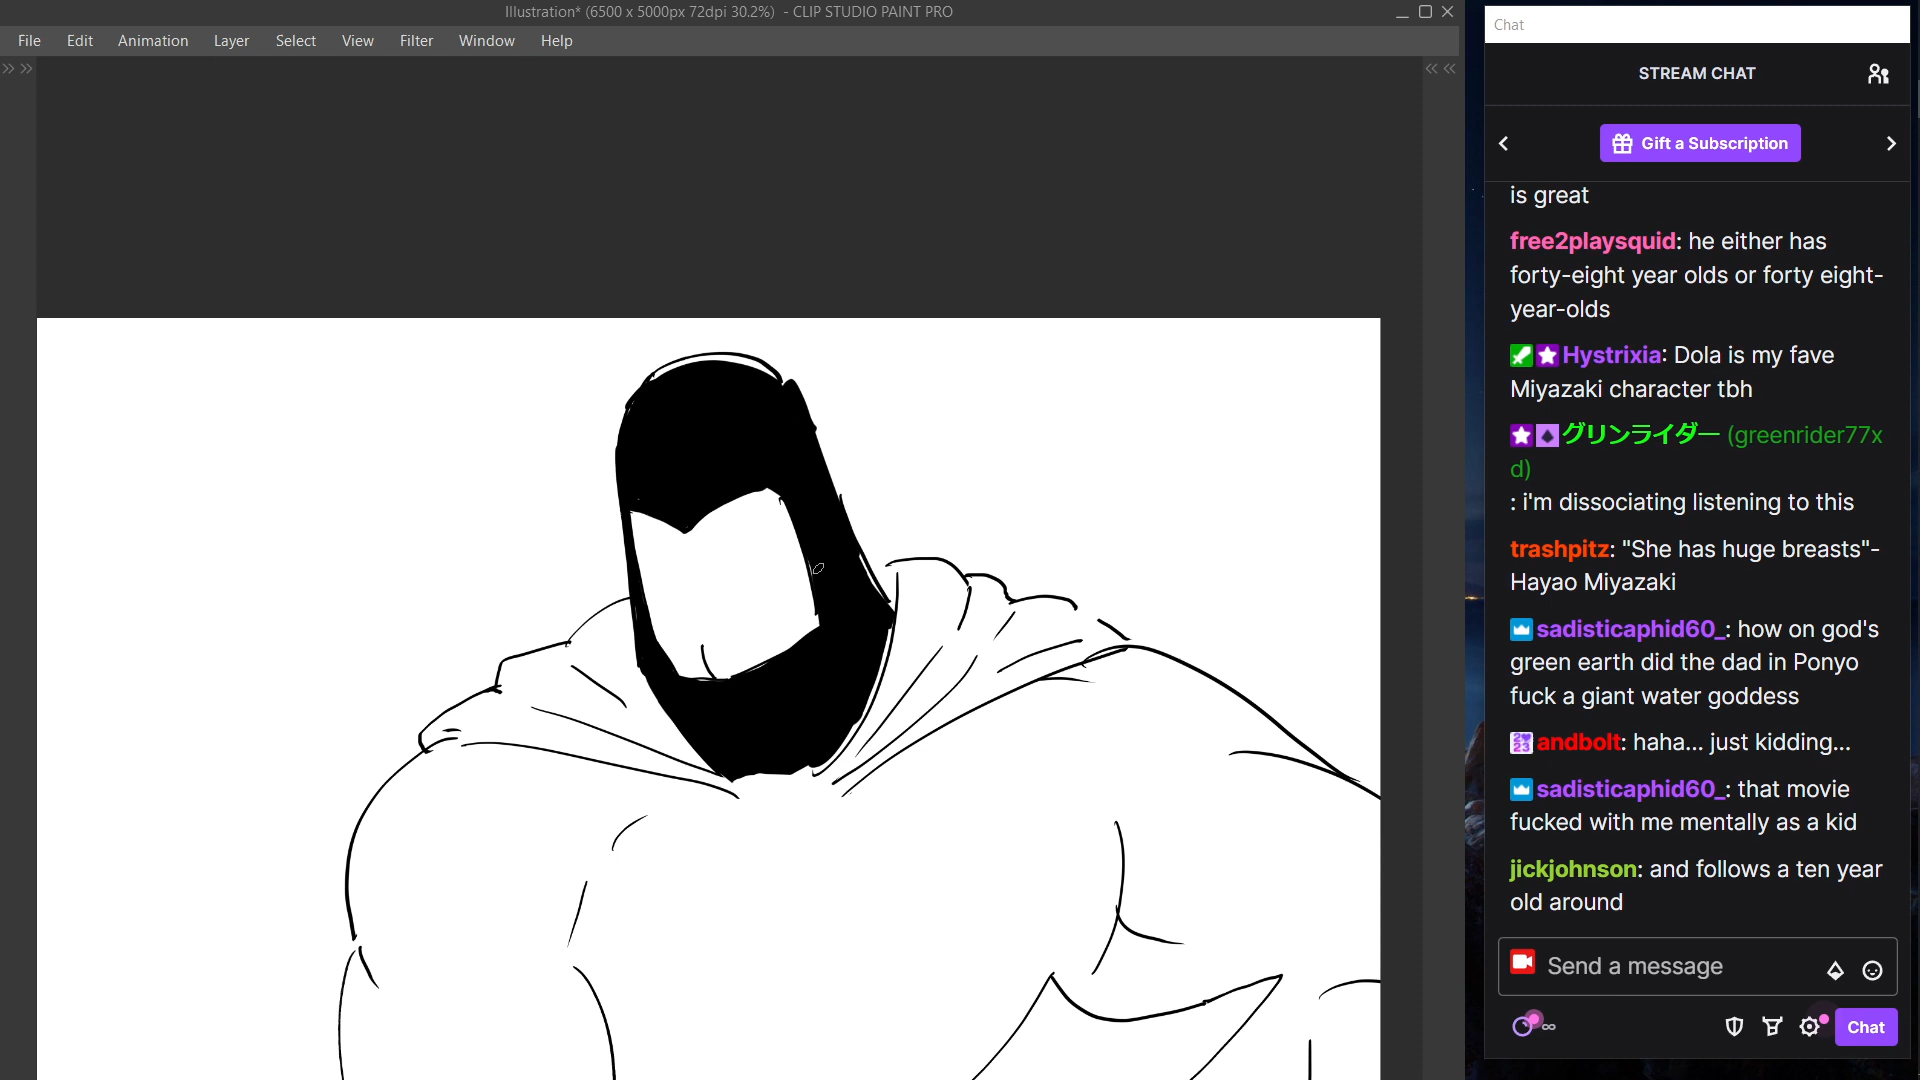 Illustration* (6500 x 5000px 72dpi 30.2%) - CLIP STUDIO PAINT PRO
File Edit Animation Layer Select View Filter Window Help
Chat
STREAM CHAT
Gift a Subscription
is great
free2playsquid: he either has
forty-eight year olds or forty eight-
year-olds
Hystrixia: Dola is my fave
Miyazaki character tbh
グリンライダー (greenrider77x
d)
: i'm dissociating listening to this
trashpitz: "She has huge breasts"-
Hayao Miyazaki
sadisticaphid60_: how on god's
green earth did the dad in Ponyo
fuck a giant water goddess
andbolt: haha... just kidding...
sadisticaphid60_: that movie
fucked with me mentally as a kid
jickjohnson: and follows a ten year
old around
Send a message
Chat